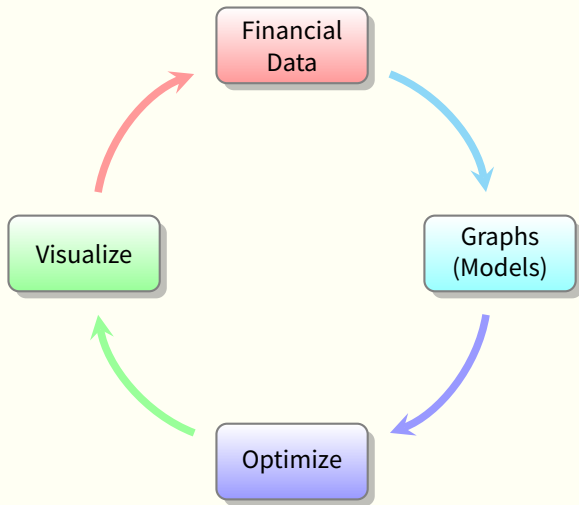 Financial
Data
Graphs
(Models)
Optimize
Visualize